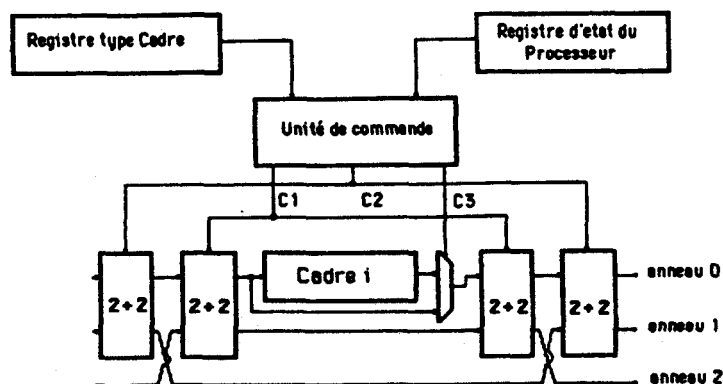 Registre type Cadre
Registre d'etat du
Processeur
Unité de commande
C1
C2
C3
Cadre i
2÷2
2÷2
2÷2
2÷2
anneau 0
anneau 1
anneau 2